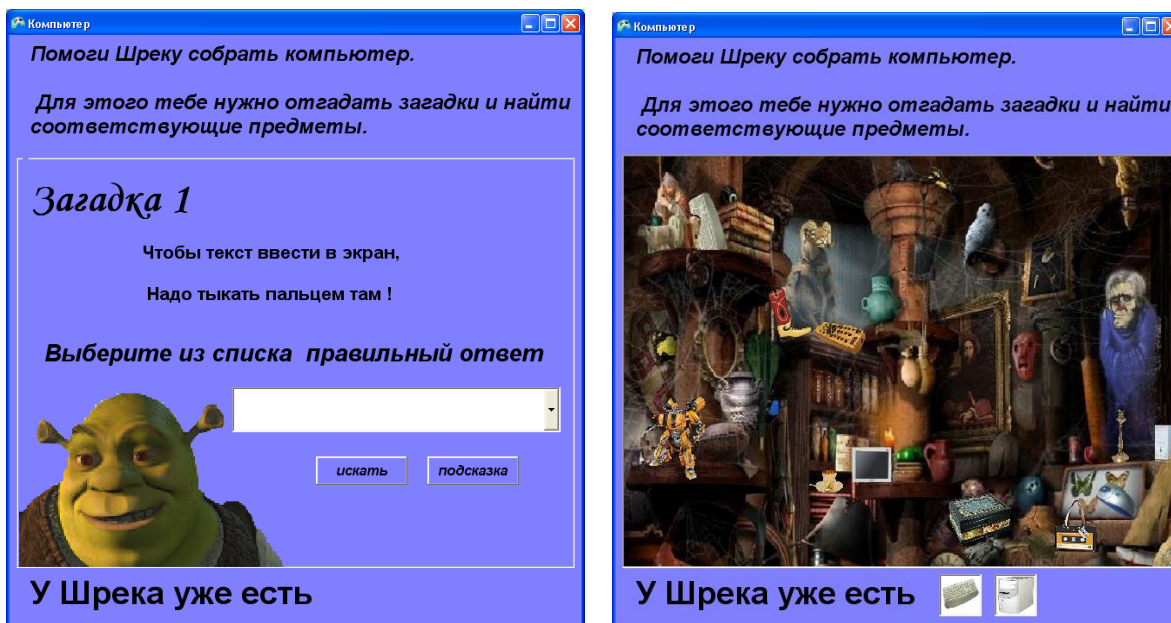 Компьютер
Помоги Шреку собрать компьютер.
Для этого тебе нужно отгадать загадки и найти
соответствующие предметы.
Загадка 1
Чтобы текст ввести в экран,
Надо тыкать пальцем там !
Выберите из списка правильный ответ
искать
подсказка
У Шрека уже есть
Компьютер
Помоги Шреку собрать компьютер.
Для этого тебе нужно отгадать загадки и найти
соответствующие предметы.
У Шрека уже есть